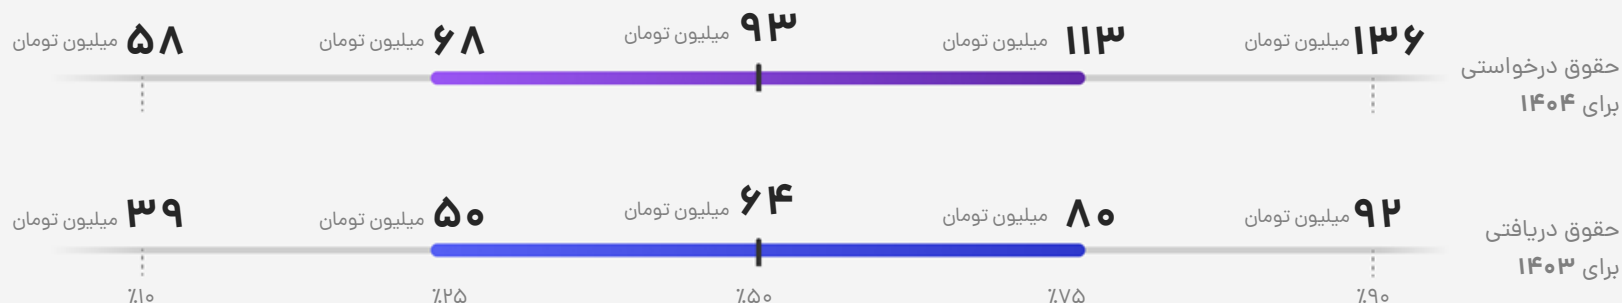 ۱۳۶ میلیون تومان
۱۱۳ میلیون تومان
۹۳ میلیون تومان
۶۸ میلیون تومان
۵۸ میلیون تومان
حقوق درخواستی
برای ۱۴۰۴
۹۲ میلیون تومان
۸۰ میلیون تومان
۶۴ میلیون تومان
۵۰ میلیون تومان
۳۹ میلیون تومان
حقوق دریافتی
برای ۱۴۰۳
٪۹۰
٪۷۵
٪۵۰
٪۲۵
٪۱۰